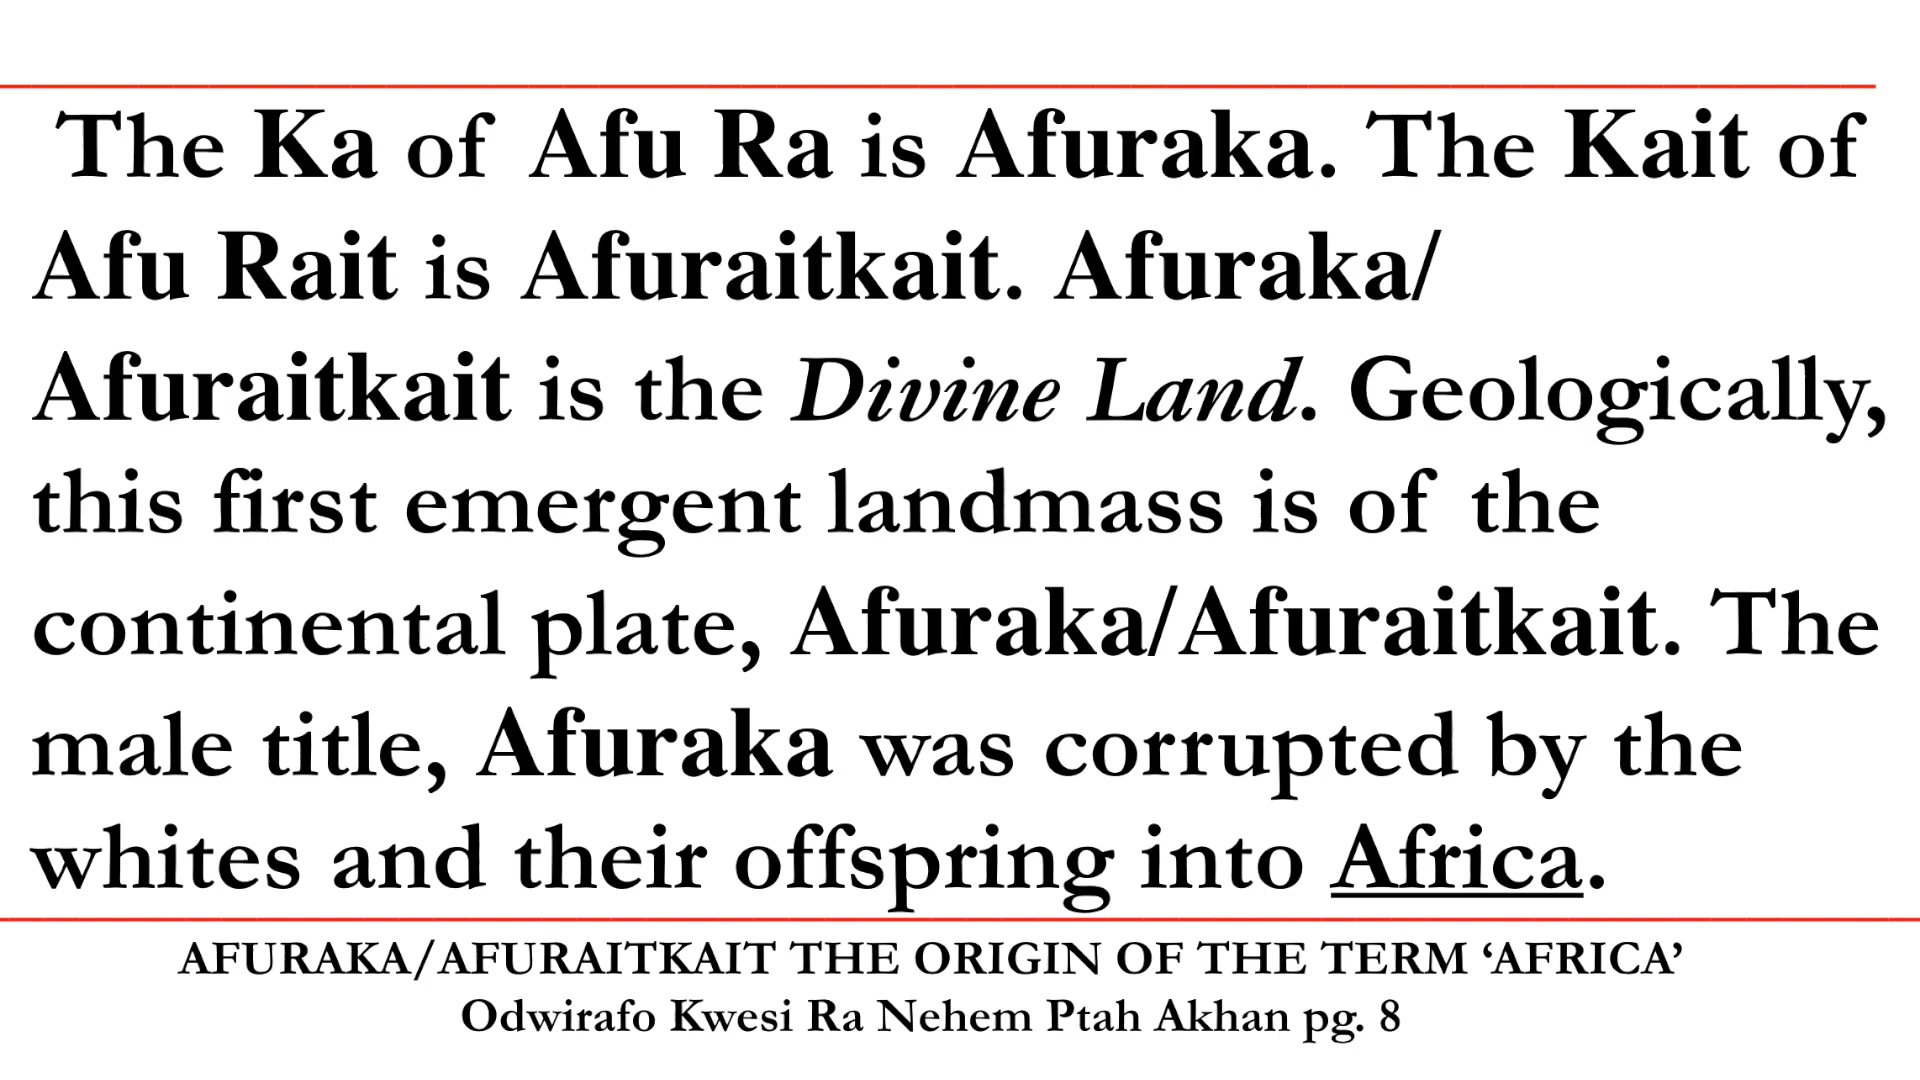 The Ka of Afu Ra is Afuraka. The Kait of
Afu Rait is Afuraitkait. Afuraka/
Afuraitkait is the Divine Land. Geologically,
this first emergent landmass is of the
continental plate, Afuraka/Afuraitkait. The
male title, Afuraka was corrupted by the
whites and their offspring into Africa.
AFURAKA/AFURAITKAIT THE ORIGIN OF THE TERM ‘AFRICA’
Odwirafo Kwesi Ra Nehem Ptah Akhan pg. 8